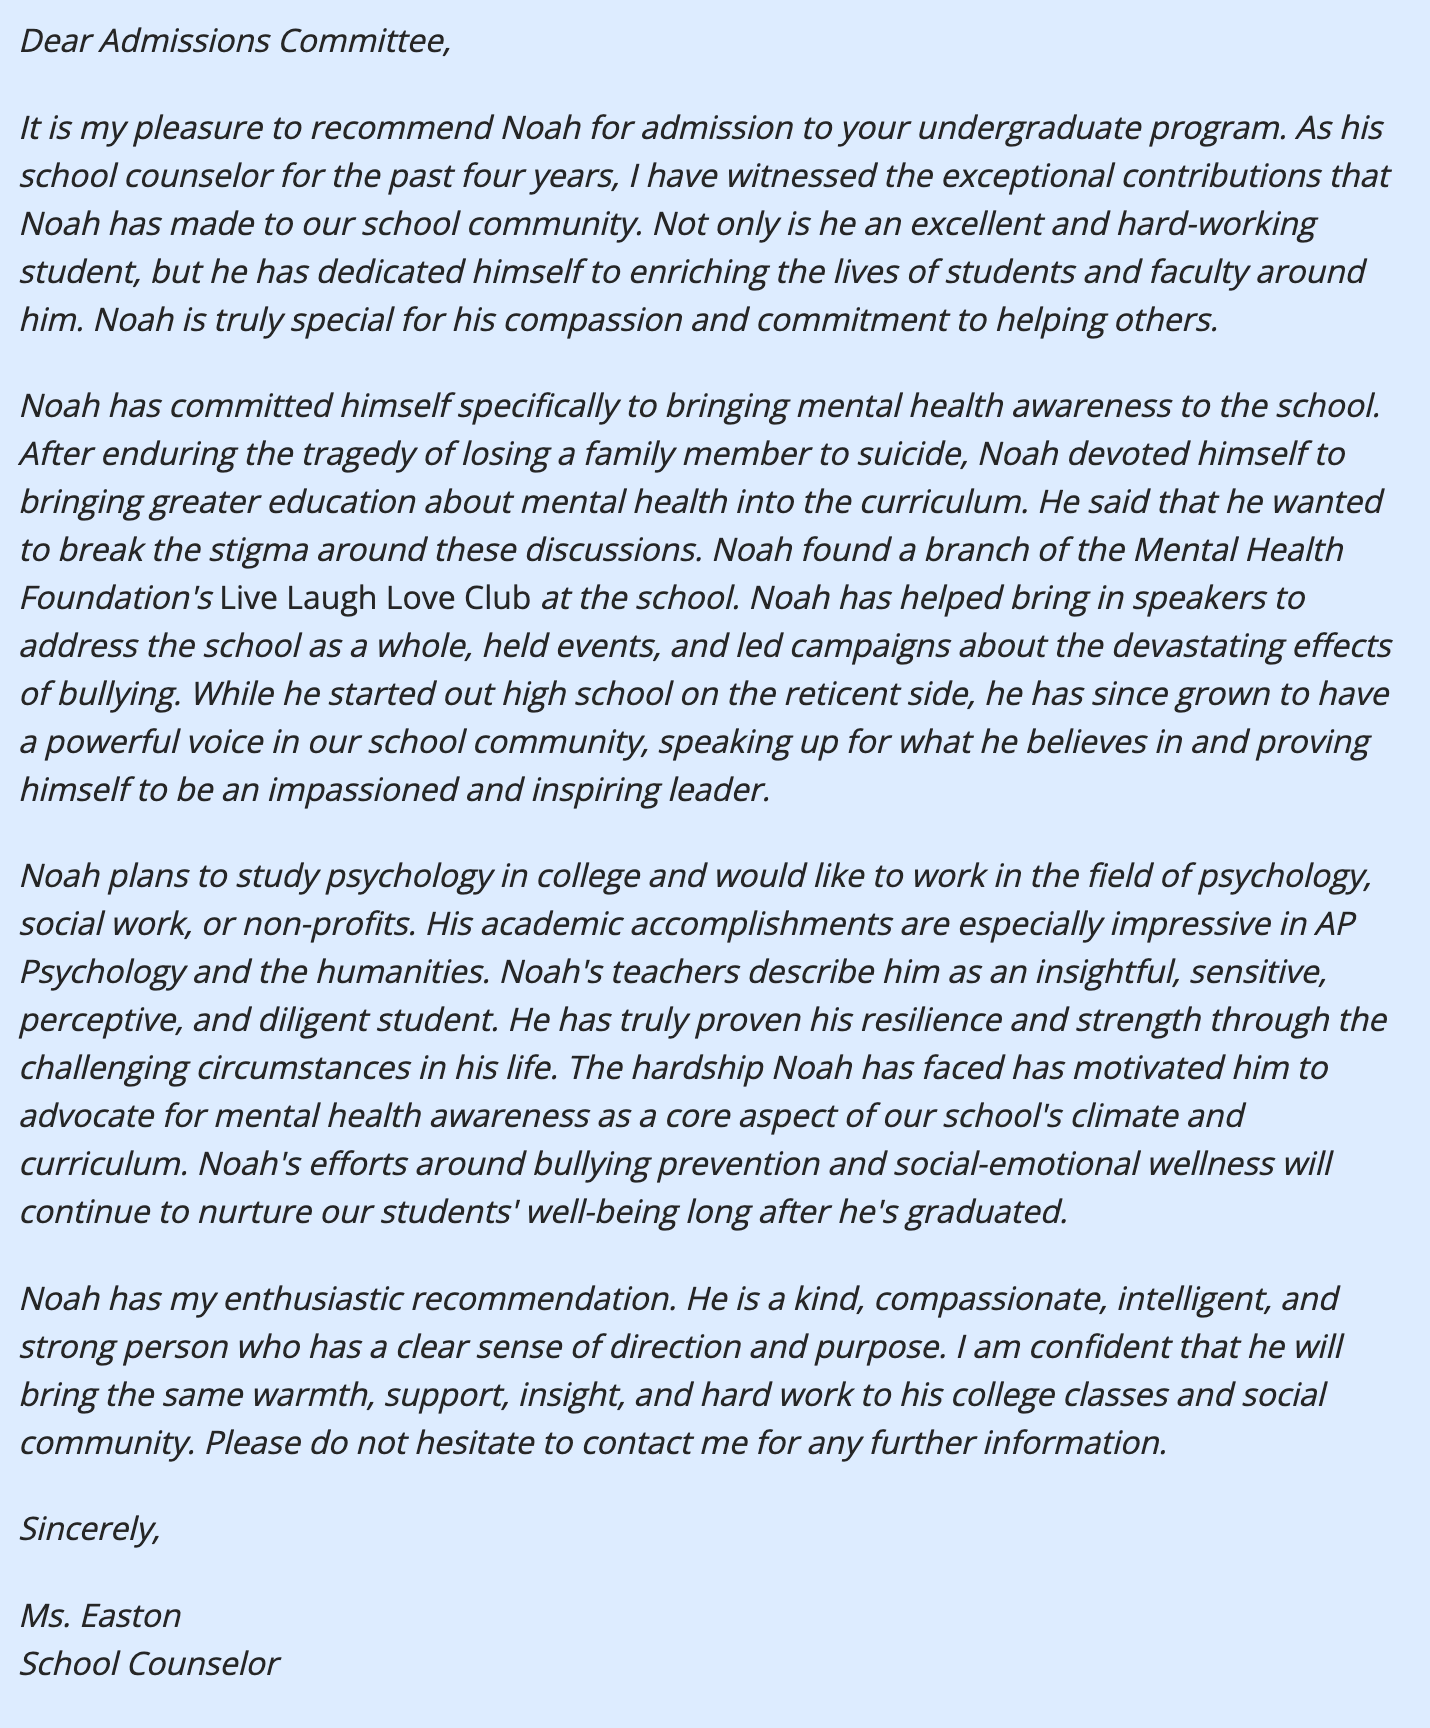 Dear Admissions Committee,
It is my pleasure to recommend Noah for admission to your undergraduate program. As his
school counselor for the past four years, I have witnessed the exceptional contributions that
Noah has made to our school community. Not only is he an excellent and hard-working
student, but he has dedicated himself to enriching the lives of students and faculty around
him. Noah is truly special for his compassion and commitment to helping others.
Noah has committed himself specifically to bringing mental health awareness to the school.
After enduring the tragedy of losing a family member to suicide, Noah devoted himself to
bringing greater education about mental health into the curriculum. He said that he wanted
to break the stigma around these discussions. Noah found a branch of the Mental Health
Foundation's Live Laugh Love Club at the school. Noah has helped bring in speakers to
address the school as a whole, held events, and led campaigns about the devastating effects
of bullying. While he started out high school on the reticent side, he has since grown to have
a powerful voice in our school community, speaking up for what he believes in and proving
himself to be an impassioned and inspiring leader.
Noah plans to study psychology in college and would like to work in the field of psychology,
social work, or non-profits. His academic accomplishments are especially impressive in AP
Psychology and the humanities. Noah's teachers describe him as an insightful, sensitive,
perceptive, and diligent student. He has truly proven his resilience and strength through the
challenging circumstances in his life. The hardship Noah has faced has motivated him to
advocate for mental health awareness as a core aspect of our school's climate and
curriculum. Noah's efforts around bullying prevention and social-emotional wellness will
continue to nurture our students' well-being long after he's graduated.
Noah has my enthusiastic recommendation. He is a kind, compassionate, intelligent, and
strong person who has a clear sense of direction and purpose. I am confident that he will
bring the same warmth, support, insight, and hard work to his college classes and social
community. Please do not hesitate to contact me for any further information.
Sincerely,
Ms. Easton
School Counselor